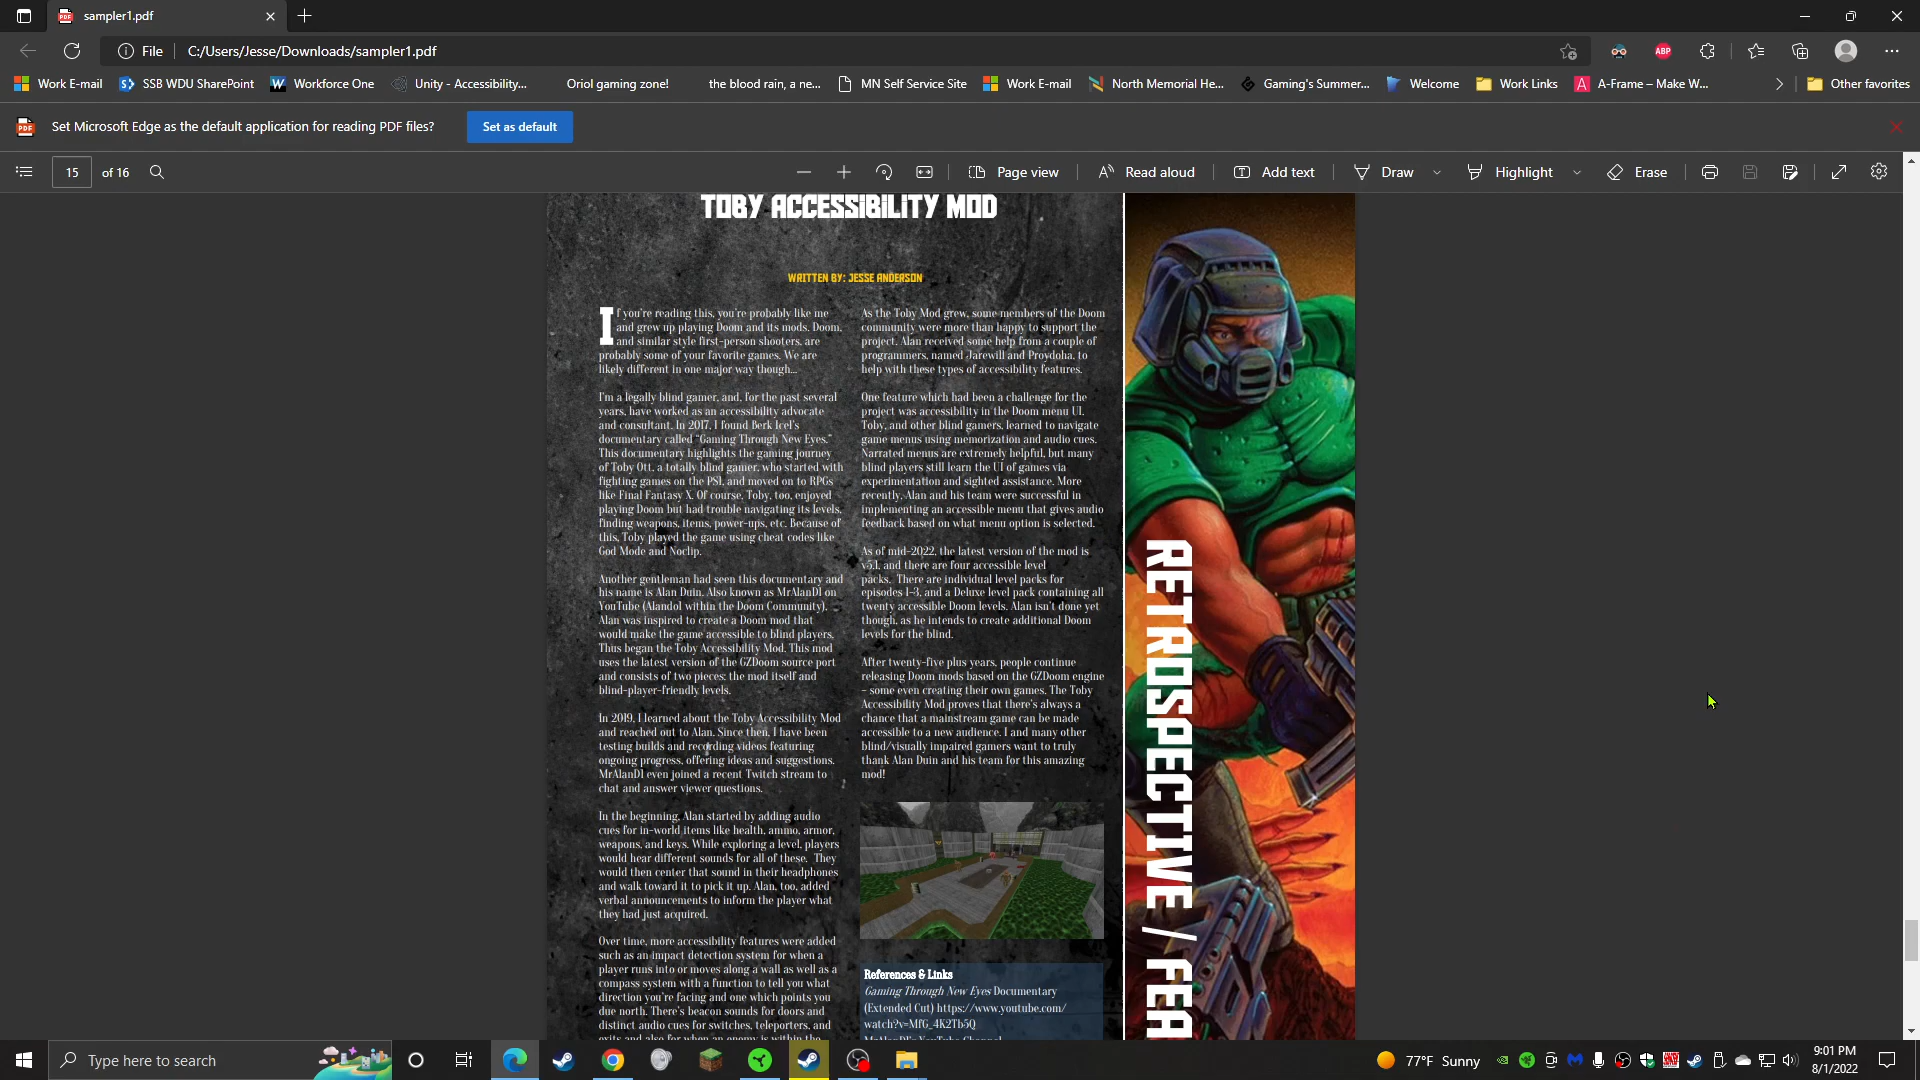 sampler1.pdf
File
C:/Users/Jesse/Downloads/sampler1.pdf
ABP
Work E-mail
SSB WDU SharePoint
Workforce One
Unity - Accessibility...
Oriol gaming zone!
the blood rain, a ne...
MN Self Service Site
Work E-mail
North Memorial He...
Gaming's Summer...
Welcome
Work Links
A-Frame – Make W...
Other favorites
Set Microsoft Edge as the default application for reading PDF files?
Set as default
15
of 16
Page view
Read aloud
Add text
Draw
Highlight
Erase
TOBY ACCESSIBILITY MOD
WRITTEN BY: JESSE ANDERSON
If you're reading this, you're probably like me
and grew up playing Doom and its mods. Doom,
and similar style first-person shooters, are
probably some of your favorite games. We are
likely different in one major way though...
I'm a legally blind gamer, and, for the past several
years, have worked as an accessibility advocate
and consultant. In 2017, I found Berk Icel's
documentary called "Gaming Through New Eyes."
This documentary highlights the gaming journey
of Toby Ott, a totally blind gamer, who started with
fighting games on the PS1, and moved on to RPGs
like Final Fantasy X. Of course, Toby, too, enjoyed
playing Doom but had trouble navigating its levels,
finding weapons, items, power-ups, etc. Because of
this, Toby played the game using cheat codes like
God Mode and Noclip.
Another gentleman had seen this documentary and
his name is Alan Duin. Also known as MrAlanD1 on
YouTube (Alando1 within the Doom Community),
Alan was inspired to create a Doom mod that
would make the game accessible to blind players.
Thus began the Toby Accessibility Mod. This mod
uses the latest version of the GZDoom source port
and consists of two pieces: the mod itself and
blind-player-friendly levels.
In 2019, I learned about the Toby Accessibility Mod
and reached out to Alan. Since then, I have been
testing builds and recording videos featuring
ongoing progress, offering ideas and suggestions.
MrAlanD1 even joined a recent Twitch stream to
chat and answer viewer questions.
In the beginning, Alan started by adding audio
cues for in-world items like health, ammo, armor,
weapons, and keys. While exploring a level, players
would hear different sounds for all of these. They
would then center that sound in their headphones
and walk toward it to pick it up. Alan, too, added
verbal announcements to inform the player what
they had just acquired.
Over time, more accessibility features were added
such as an impact detection system for when a
player runs into or moves along a wall as well as a
compass system with a function to tell you what
direction you're facing and one which points you
due north. There's beacon sounds for doors and
distinct audio cues for switches, teleporters, and
exits and also for when an enemy is within the
As the Toby Mod grew, some members of the Doom
community were more than happy to support the
project. Alan received some help from a couple of
programmers, named Jarewill and Proydoha, to
help with these types of accessibility features.
One feature which had been a challenge for the
project was accessibility in the Doom menu UI.
Toby, and other blind gamers, learned to navigate
game menus using memorization and audio cues.
Narrated menus are extremely helpful, but many
blind players still learn the UI of games via
experimentation and sighted assistance. More
recently, Alan and his team were successful in
implementing an accessible menu that gives audio
feedback based on what menu option is selected.
As of mid-2022, the latest version of the mod is
v5.1, and there are four accessible level
packs. There are individual level packs for
episodes 1-3, and a Deluxe level pack containing all
twenty accessible Doom levels. Alan isn't done yet
though, as he intends to create additional Doom
levels for the blind.
After twenty-five plus years, people continue
releasing Doom mods based on the GZDoom engine
– some even creating their own games. The Toby
Accessibility Mod proves that there's always a
chance that a mainstream game can be made
accessible to a new audience. I and many other
blind/visually impaired gamers want to truly
thank Alan Duin and his team for this amazing
mod!
References & Links
Gaming Through New Eyes Documentary
(Extended Cut) https://www.youtube.com/
watch?v=MfG_4K2Tb5Q
MrAlanD1's YouTube Channel
RETROSPECTIVE / FEA
Type here to search
77°F Sunny
9:01 PM
8/1/2022